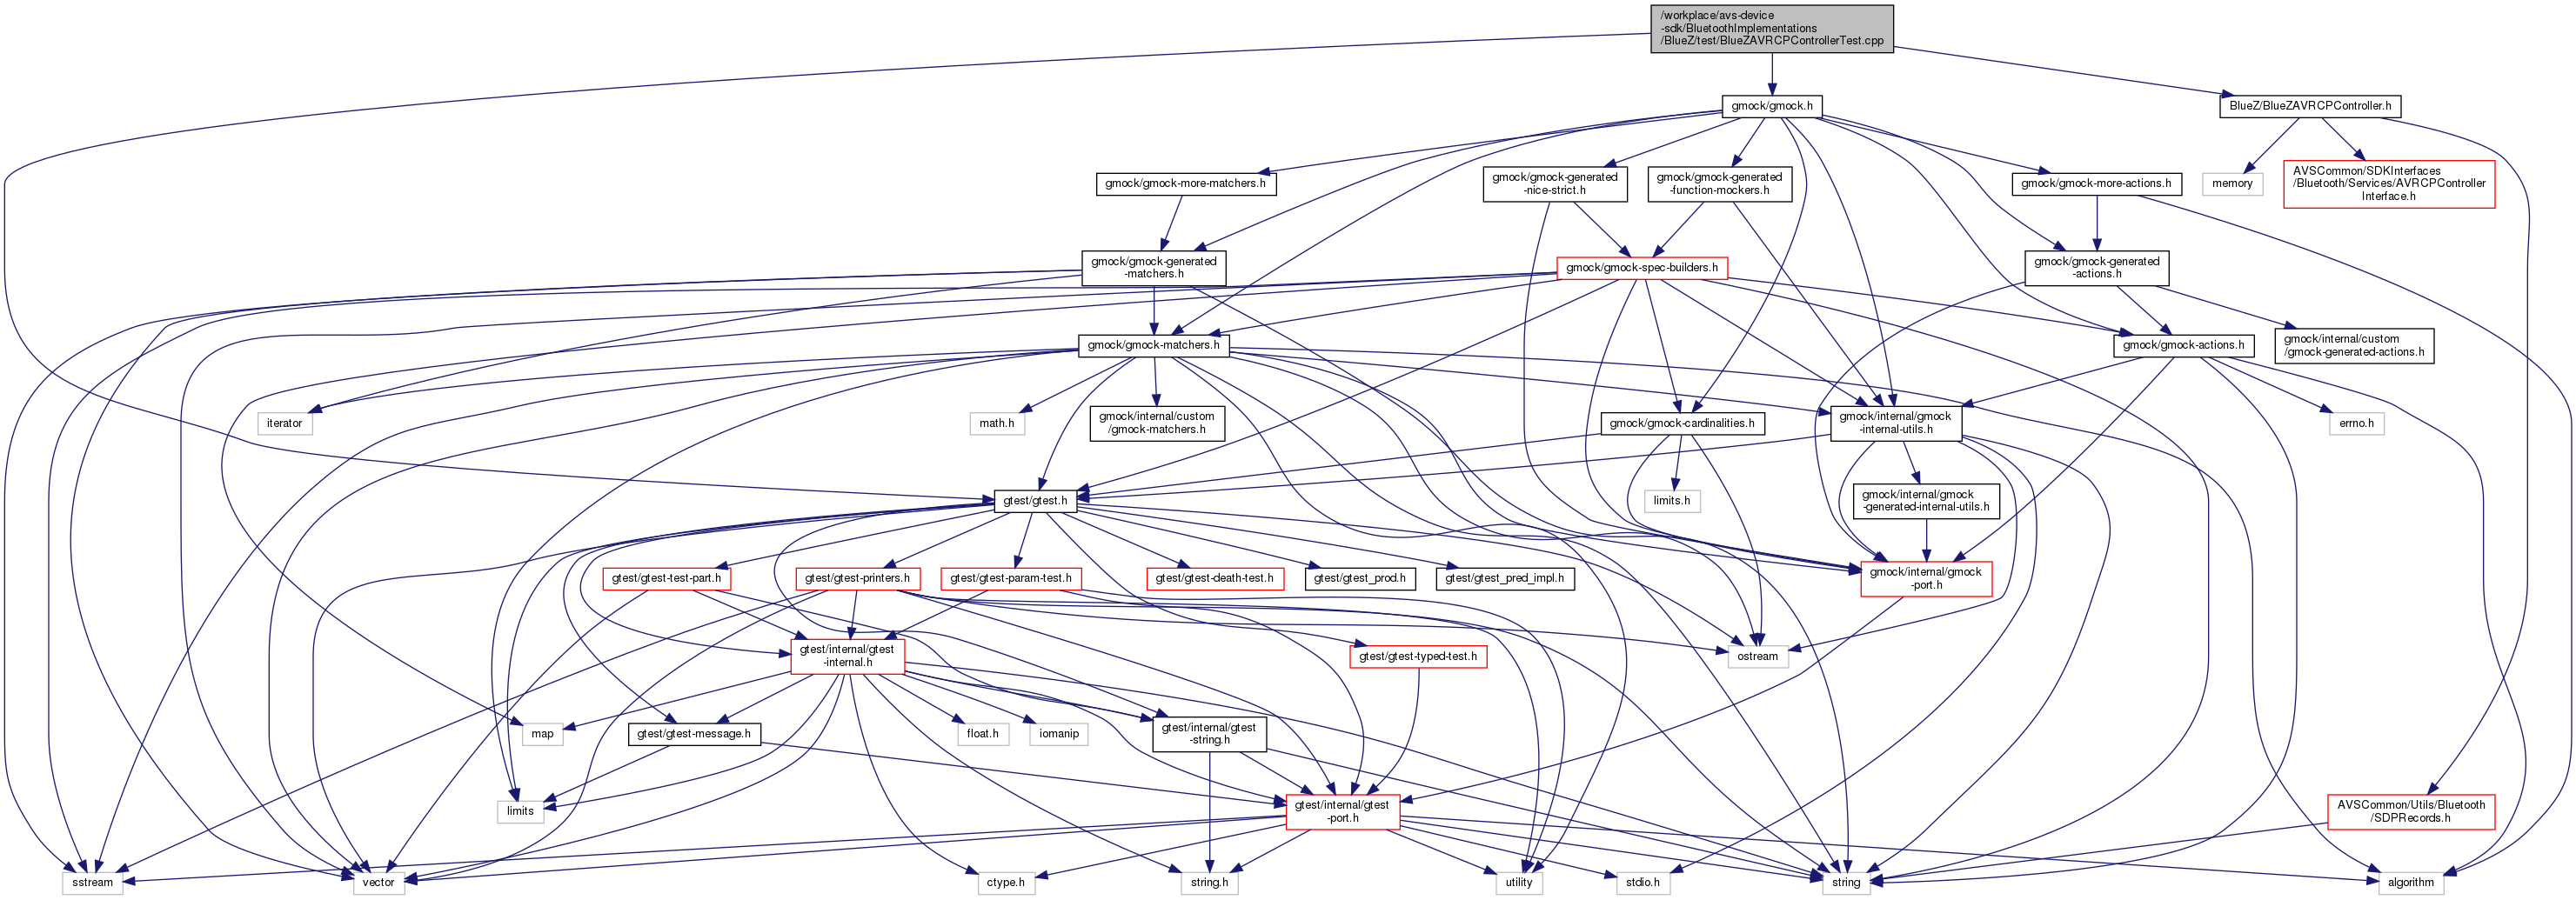 /workplace/avs-device
-sdk/BluetoothImplementations
/BlueZ/test/BlueZAVRCPControllerTest.cpp
gmock/gmock.h
BlueZ/BlueZAVRCPController.h
gmock/gmock-more-matchers.h
gmock/gmock-generated
-nice-strict.h
gmock/gmock-generated
-function-mockers.h
gmock/gmock-more-actions.h
memory
AVSCommon/SDKInterfaces
/Bluetooth/Services/AVRCPController
Interface.h
gmock/gmock-generated
-matchers.h
gmock/gmock-spec-builders.h
gmock/gmock-generated
-actions.h
gmock/gmock-matchers.h
gmock/gmock-actions.h
gmock/internal/custom
/gmock-generated-actions.h
iterator
math.h
gmock/internal/custom
/gmock-matchers.h
gmock/gmock-cardinalities.h
gmock/internal/gmock
-internal-utils.h
errno.h
gtest/gtest.h
limits.h
gmock/internal/gmock
-generated-internal-utils.h
gtest/gtest-test-part.h
gtest/gtest-printers.h
gtest/gtest-param-test.h
gtest/gtest-death-test.h
gtest/gtest_prod.h
gtest/gtest_pred_impl.h
gmock/internal/gmock
-port.h
gtest/internal/gtest
-internal.h
gtest/gtest-typed-test.h
ostream
map
gtest/gtest-message.h
float.h
iomanip
gtest/internal/gtest
-string.h
limits
gtest/internal/gtest
-port.h
AVSCommon/Utils/Bluetooth
/SDPRecords.h
sstream
vector
ctype.h
string.h
utility
stdio.h
string
algorithm